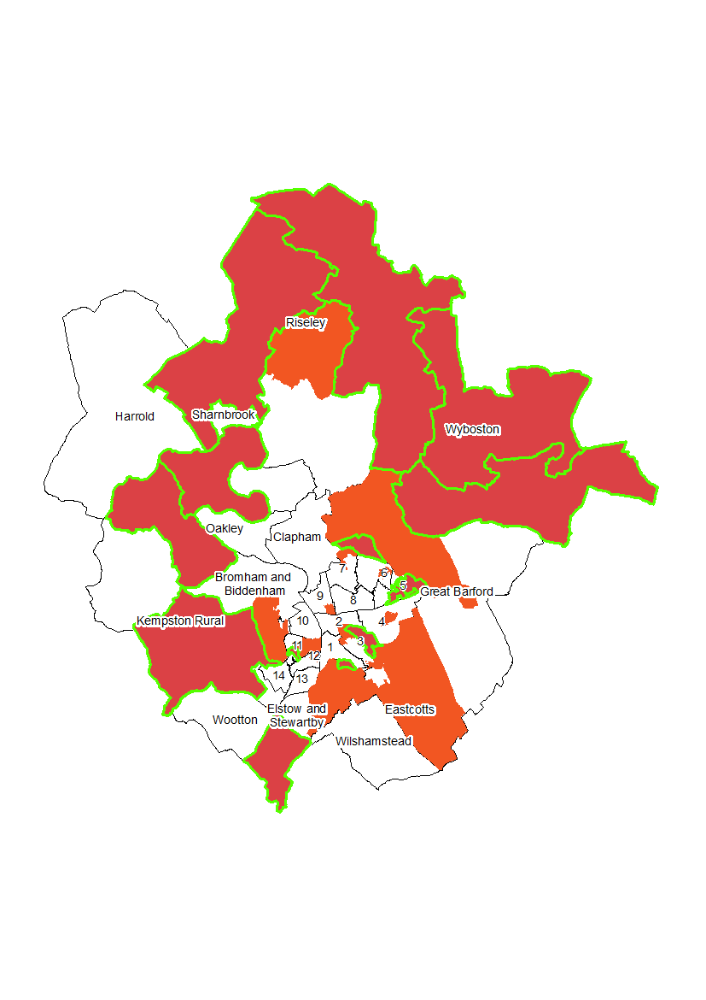 Riseley
Harrold
Sharnbrook
Wyboston
Oakley
Clapham
7
6
Bromham and
Biddenham
5
Great Barford
9
8
Kempston Rural
10
2
4
11
3
1
12
14
13
Elstow and
Stewartby
Eastcotts
Wootton
Wilshamstead